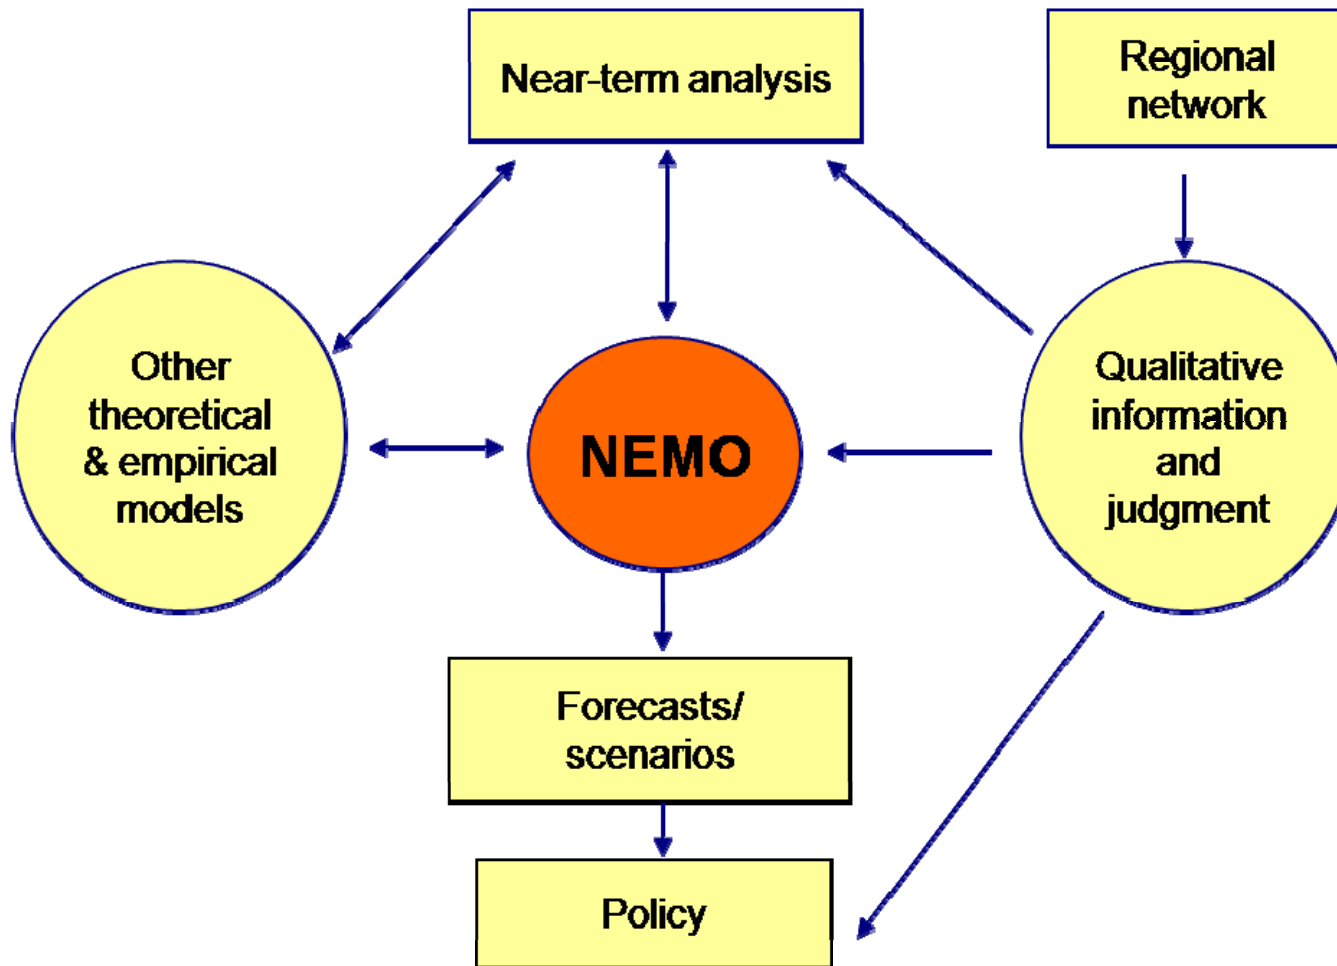 Near-term analysis
Regional
network
Other
theoretical
& empirical
models
NEMO
Qualitative
information
and
judgment
Forecasts/
scenarios
Policy